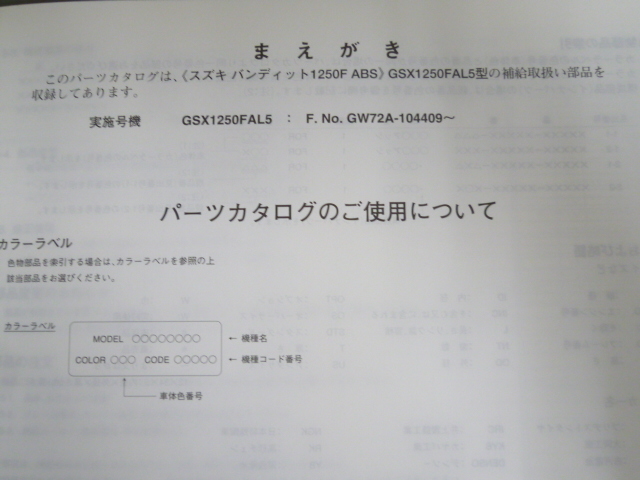 まえがき
このパーツカタログは、《スズキ バンディット1250F ABS》GSX1250FAL5型の補給取扱い部品を
収録してあります。
実施号機 GSX1250FAL5 : F. No. GW72A-104409～
パーツカタログのご使用について
カラーラベル
色物部品を索引する場合は、カラーラベルを参照の上
該当部品をお選びください。
カラーラベル
MODEL ○○○○○○○○ ← 機種名
COLOR ○○○ CODE ○○○○○ ← 機種コード番号
車体色番号